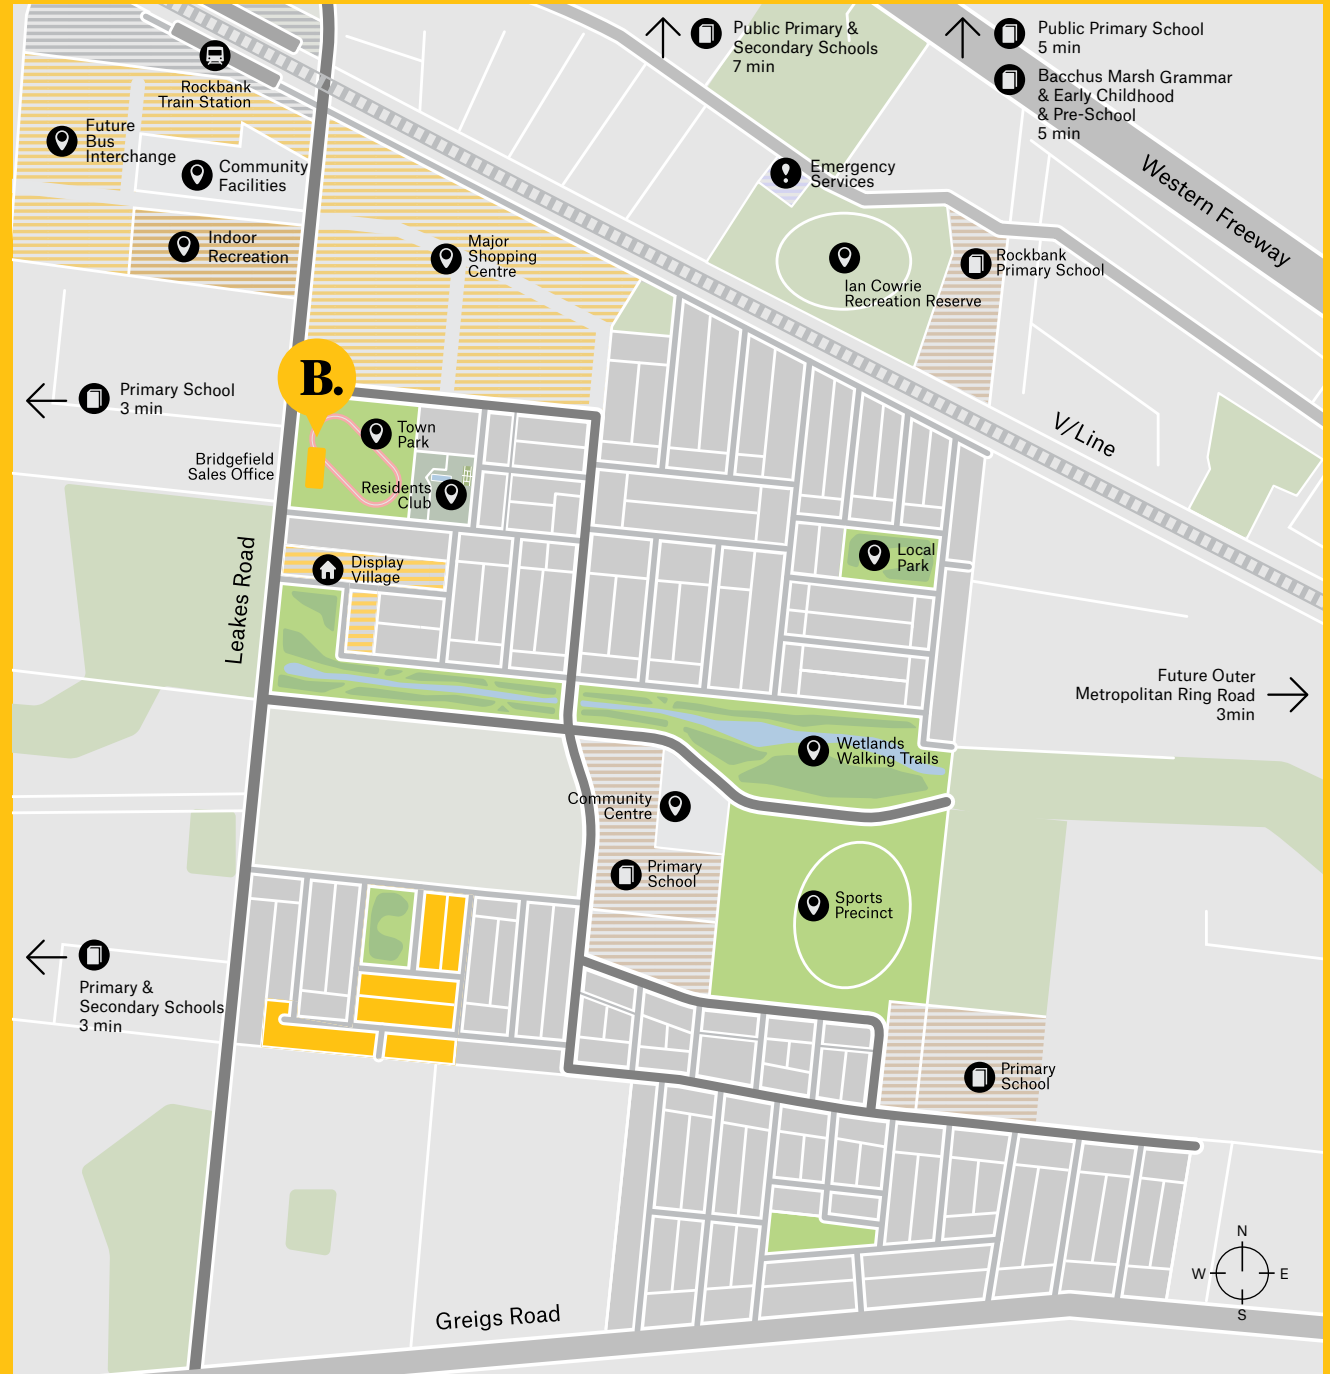 Public Primary &
Secondary Schools
7 min
Public Primary School
5 min
Bacchus Marsh Grammar
& Early Childhood
& Pre-School
5 min
Rockbank
Train Station
Western Freeway
Future
Bus
Interchange
Community
Facilities
Emergency
Services
Indoor
Recreation
Major
Shopping
Centre
Ian Cowrie
Recreation Reserve
Rockbank
Primary School
B.
Primary School
3 min
Town
Park
V/Line
Bridgefield
Sales Office
Residents
Club
Leakes Road
Display
Village
Local
Park
Future Outer
Metropolitan Ring Road
3min
Wetlands
Walking Trails
Community
Centre
Primary
School
Sports
Precinct
Primary &
Secondary Schools
3 min
Primary
School
Greigs Road
N
W
E
S